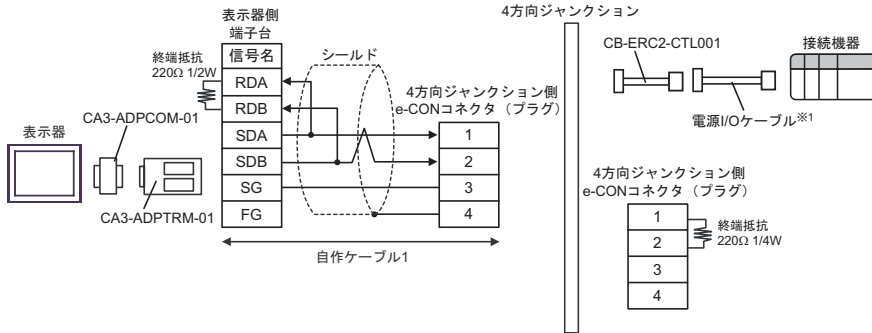 表示器
CA3-ADPCOM-01
CA3-ADPTRM-01
終端抵抗
220Ω 1/2W
表示器側
端子台
信号名
RDA
RDB
SDA
SDB
SG
FG
シールド
4方向ジャンクション側
e-CONコネクタ（プラグ）
1
2
3
4
自作ケーブル1
4方向ジャンクション
CB-ERC2-CTL001
接続機器
電源I/Oケーブル※1
4方向ジャンクション側
e-CONコネクタ（プラグ）
1
2
3
4
終端抵抗
220Ω 1/4W